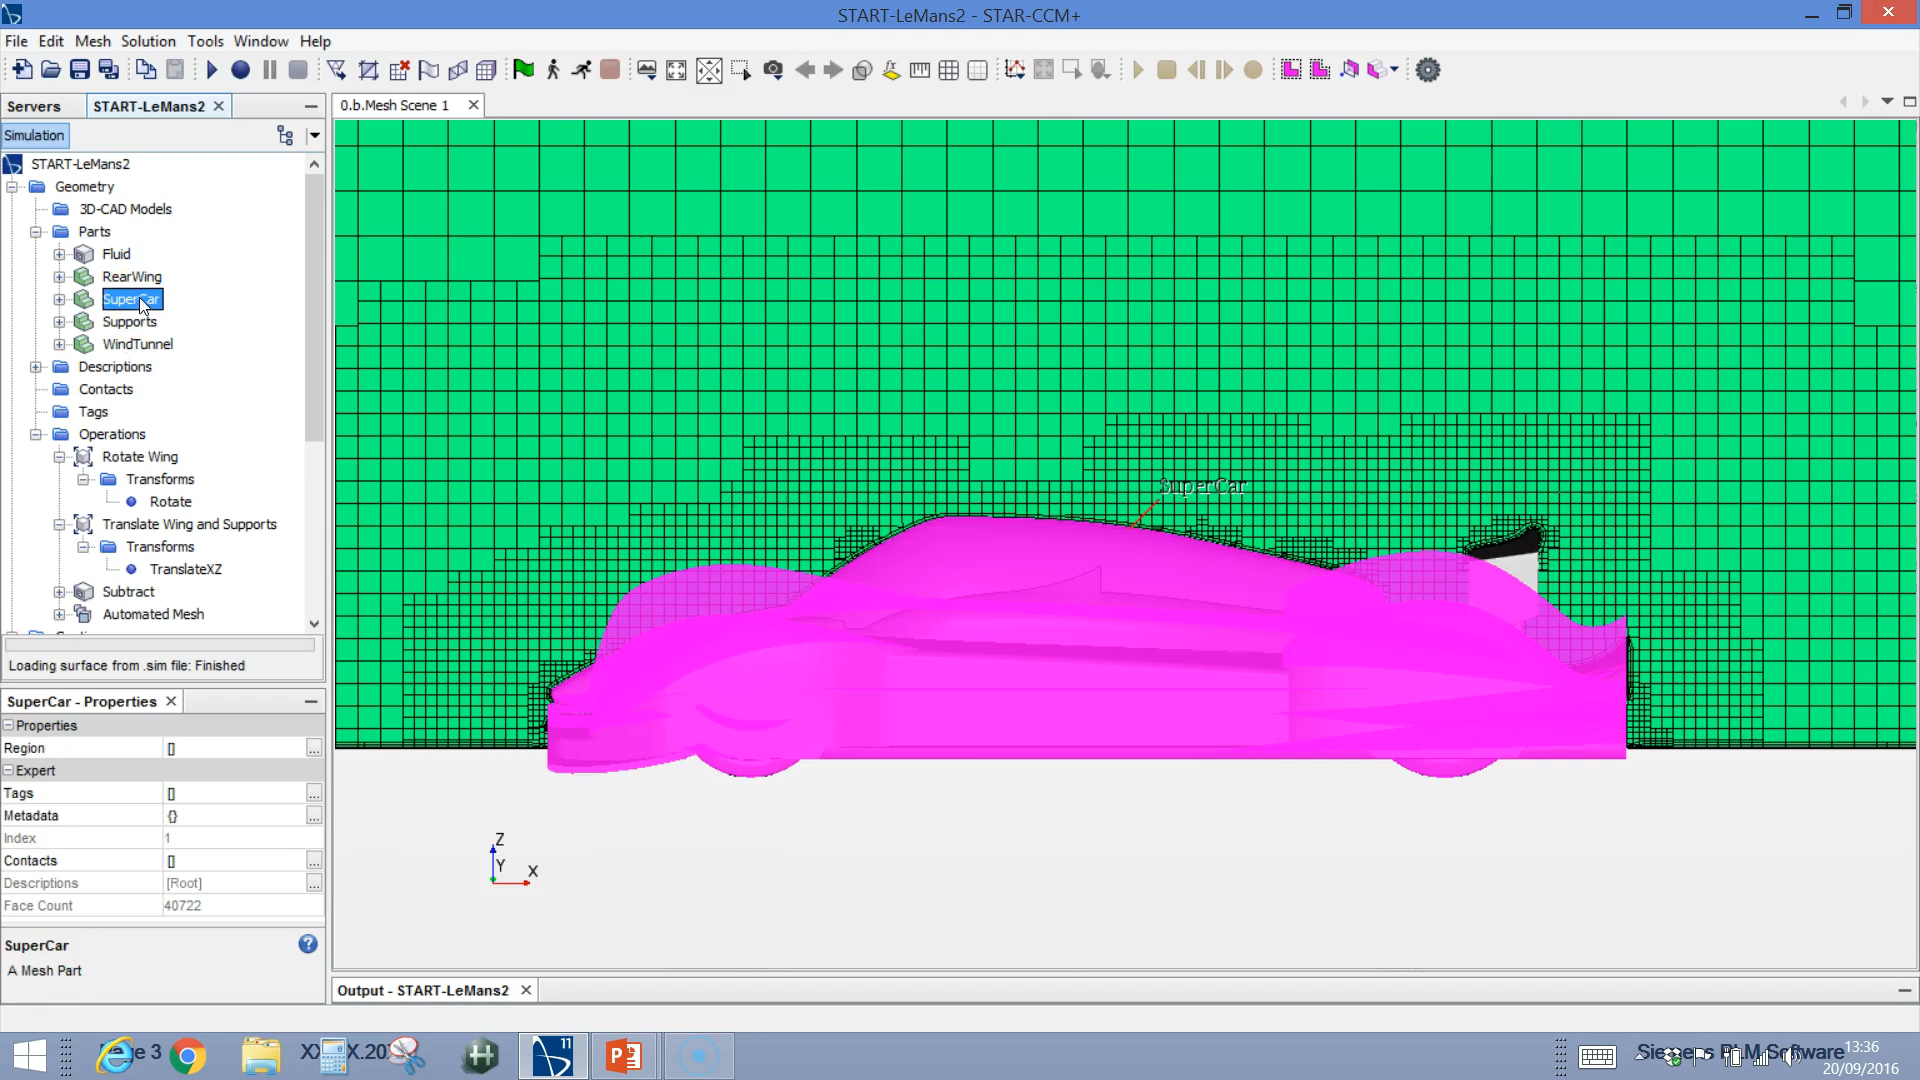 START-LeMans2 - STAR-CCM+
File Edit Mesh Solution Tools Window Help
Servers START-LeMans2
0.b.Mesh Scene 1
Simulation
START-LeMans2
Geometry
3D-CAD Models
Parts
Fluid
RearWing
SuperCar
Supports
WindTunnel
Descriptions
Contacts
Tags
Operations
Rotate Wing
Transforms
Rotate
Translate Wing and Supports
Transforms
TranslateXZ
Subtract
Automated Mesh
Loading surface from .sim file: Finished
SuperCar - Properties
Properties
Region []
Expert
Tags []
Metadata {}
Index 1
Contacts []
Descriptions [Root]
Face Count 40722
SuperCar
A Mesh Part
SuperCar
Z
Y
X
Output - START-LeMans2
11
13:36
20/09/2016